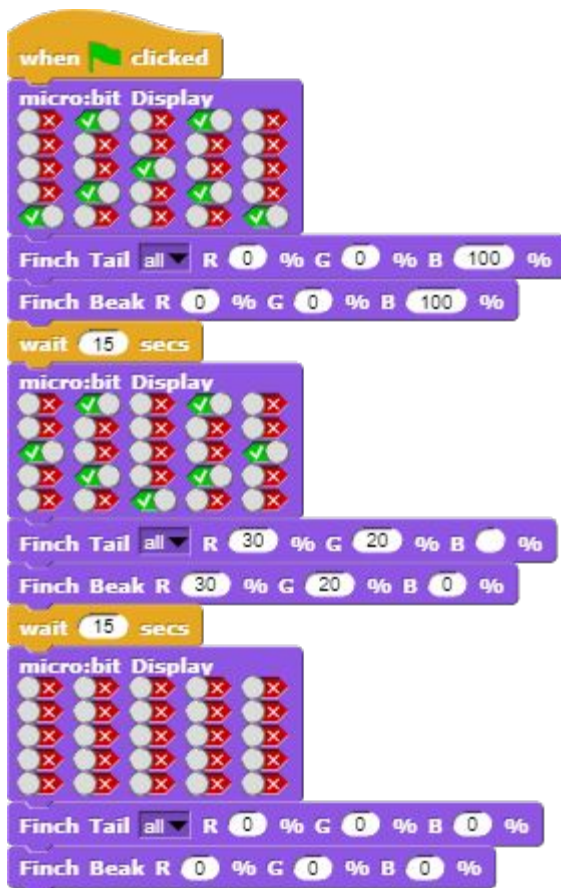 when clicked
micro:bit Display
Finch Tail all R 0 % G 0 % B 100 %
Finch Beak R 0 % G 0 % B 100 %
wait 15 secs
micro:bit Display
Finch Tail all R 30 % G 20 % B %
Finch Beak R 30 % G 20 % B 0 %
wait 15 secs
micro:bit Display
Finch Tail all R 0 % G 0 % B 0 %
Finch Beak R 0 % G 0 % B 0 %